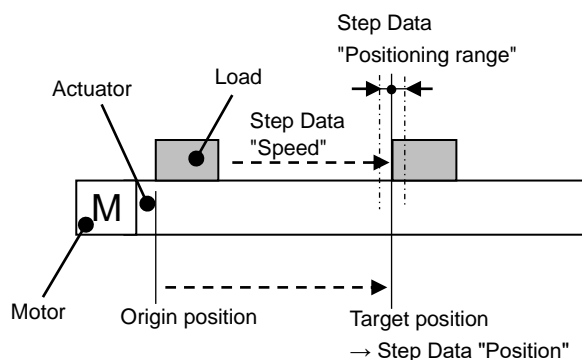 Step Data
"Positioning range"
Actuator
Load
Step Data
"Speed"
M
Motor
Origin position
Target position
→ Step Data "Position"